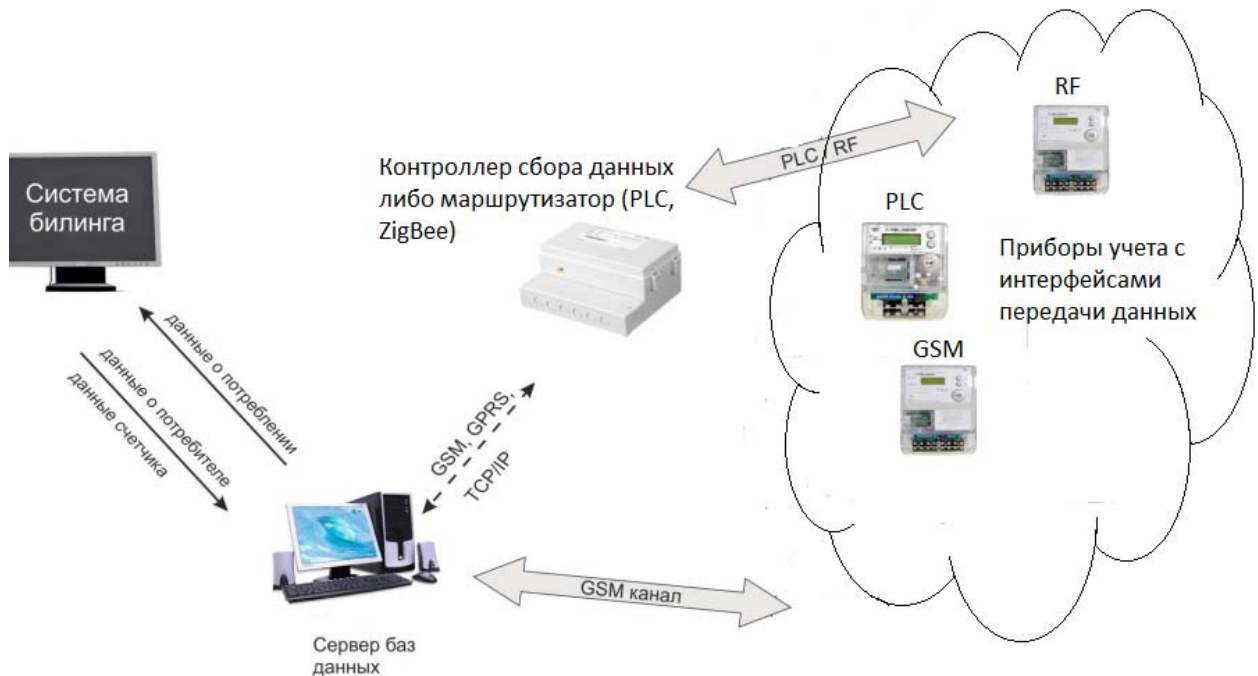 RF
PLC / RF
Контроллер сбора данных
либо маршрутизатор (PLC,
ZigBee)
Система
билинга
PLC
Приборы учета с
интерфейсами
передачи данных
GSM
данные о потреблении
данные о потребителе
данные счетчика
GSM, GPRS,
TCP/IP
GSM канал
Сервер баз
данных